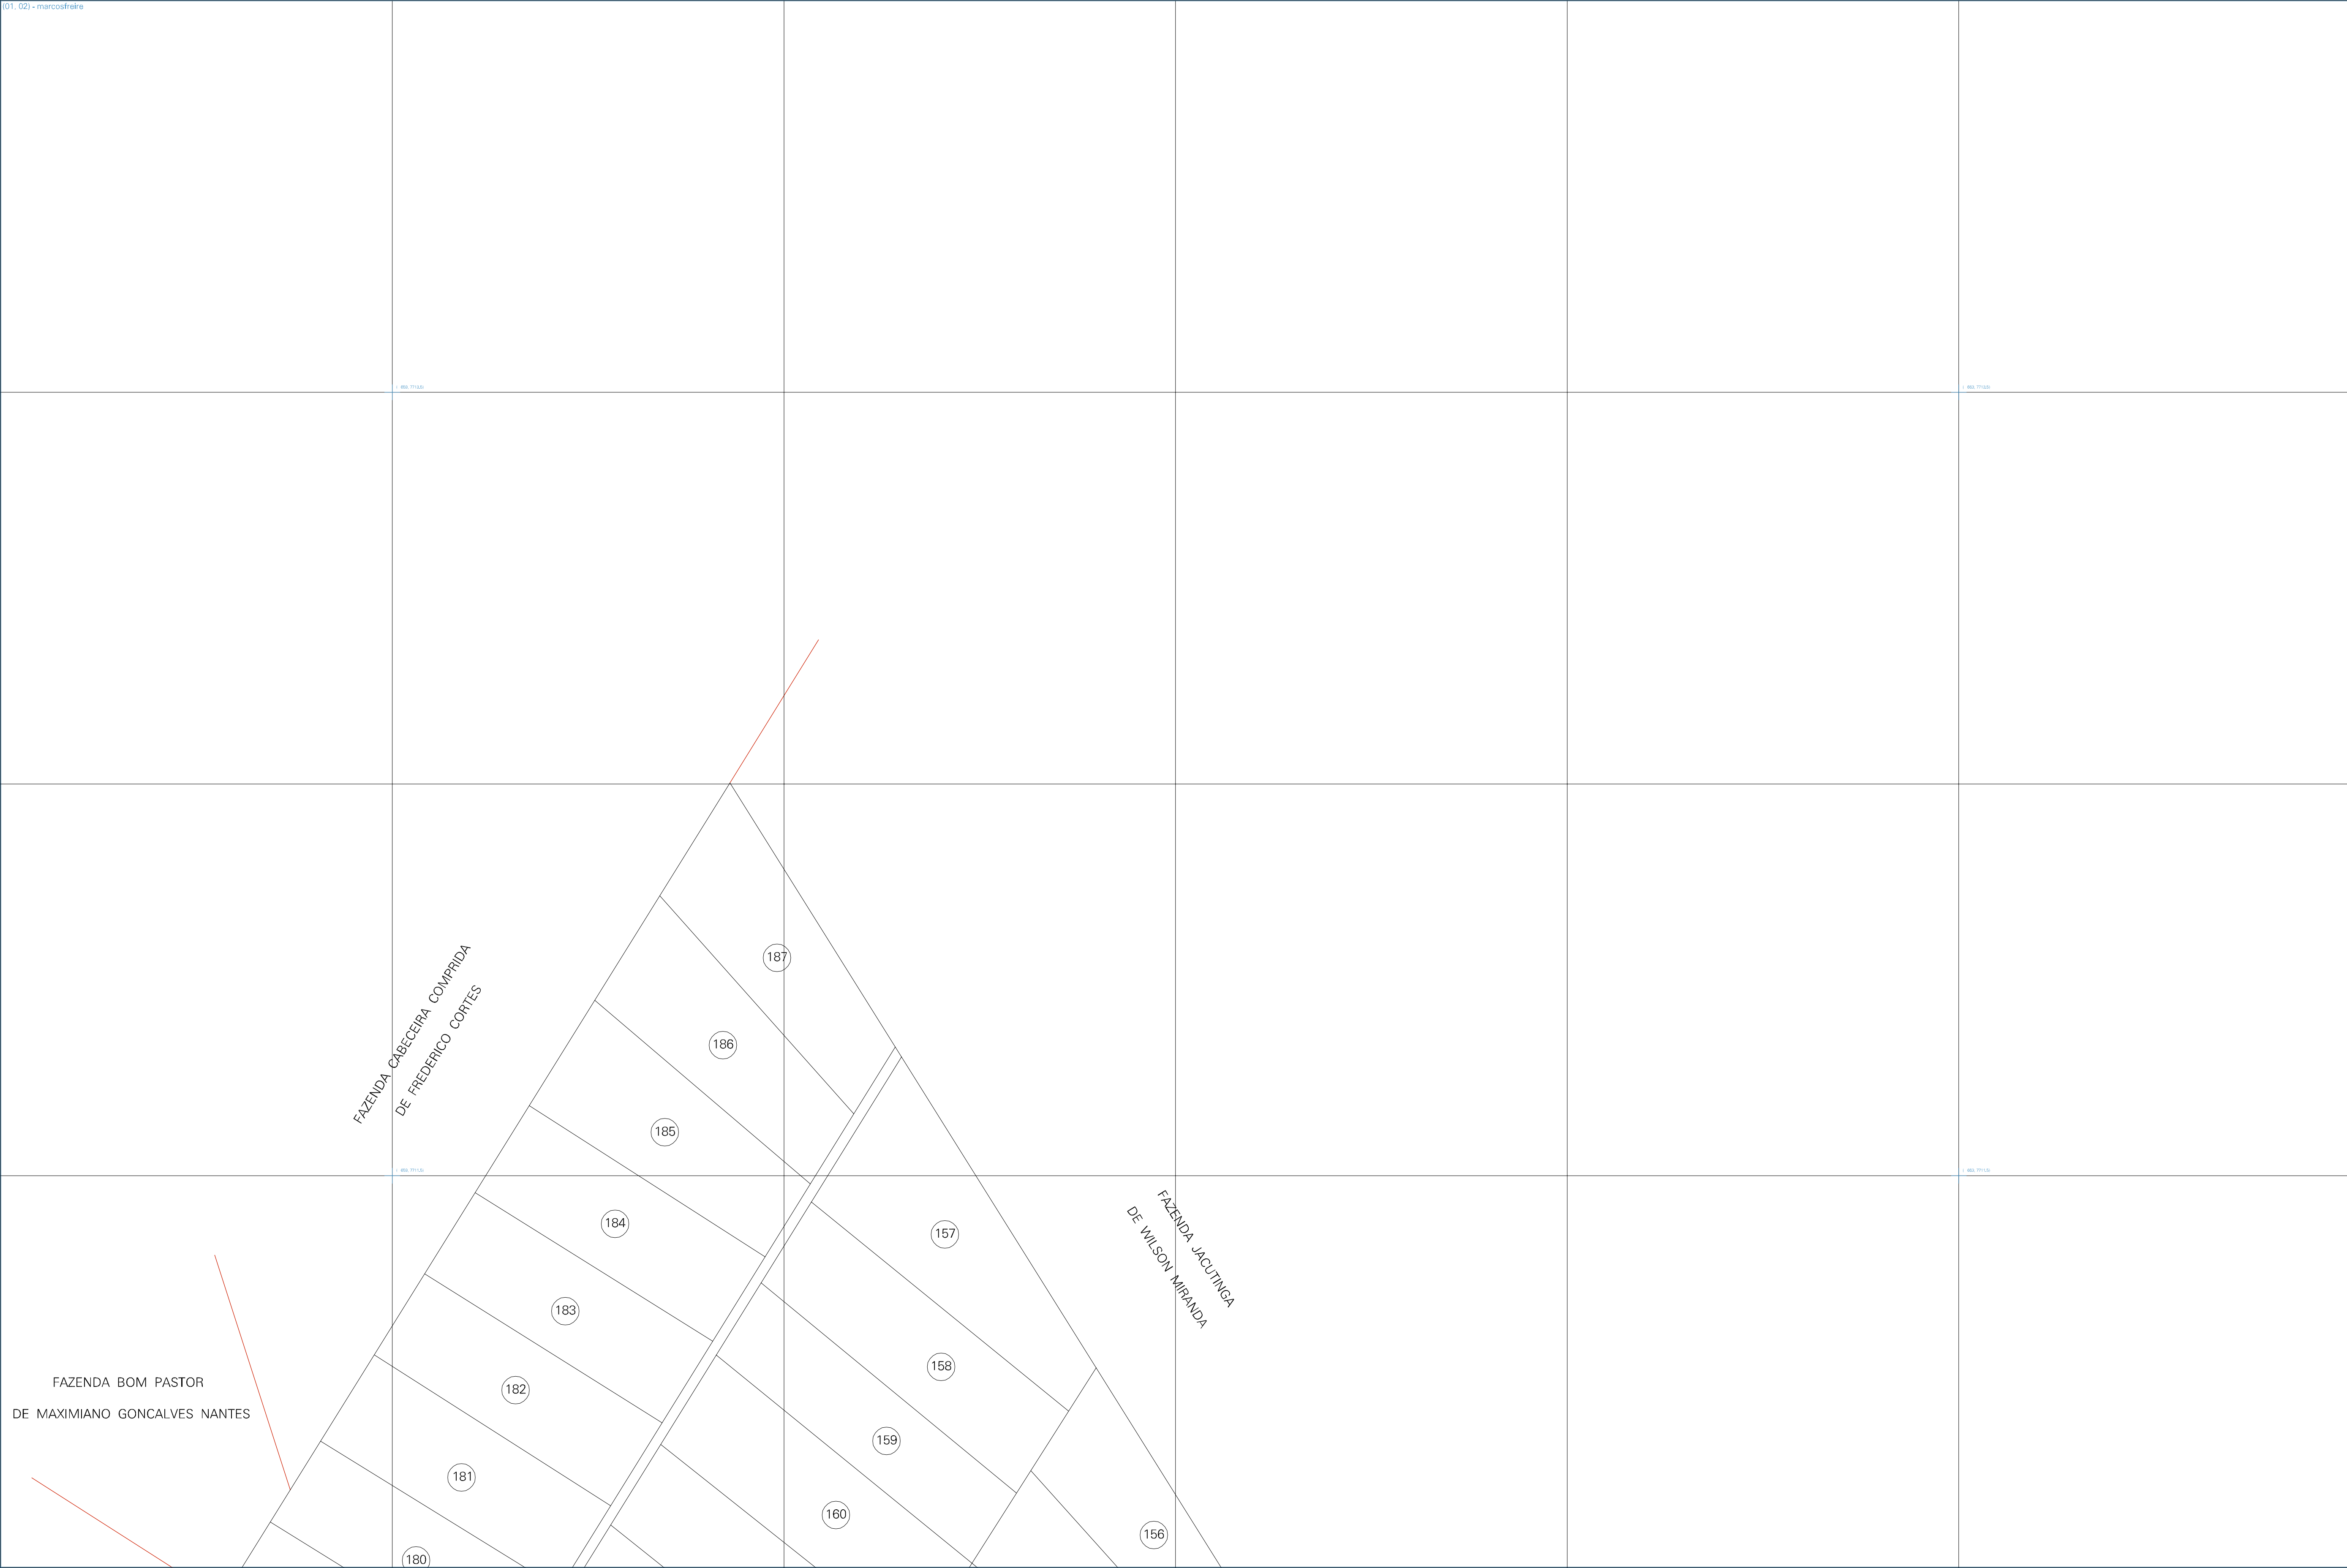 (01, 02) - marcosfreire
187
FAZENDA CABECEIRA COMPRIDA
DE FREDERICO CORTES
186
185
184
157
FAZENDA JACUTINGA
DE WILSON MIRANDA
183
158
FAZENDA BOM PASTOR
DE MAXIMIANO GONCALVES NANTES
182
159
181
160
156
180